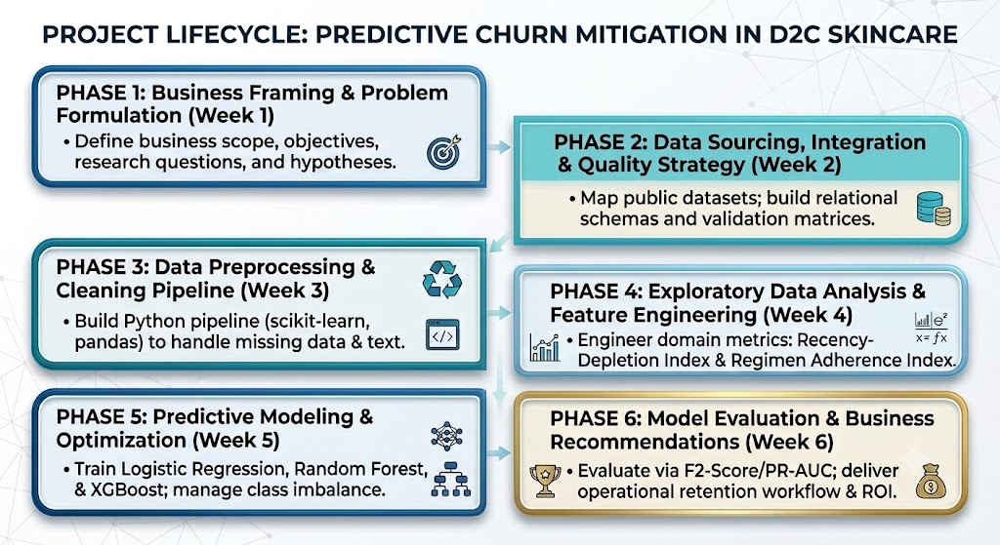 PROJECT LIFECYCLE: PREDICTIVE CHURN MITIGATION IN D2C SKINCARE
PHASE 1: Business Framing & Problem
Formulation (Week 1)
• Define business scope, objectives,
research questions, and hypotheses.
PHASE 2: Data Sourcing, Integration
& Quality Strategy (Week 2)
• Map public datasets; build relational
schemas and validation matrices.
PHASE 3: Data Preprocessing &
Cleaning Pipeline (Week 3)
• Build Python pipeline (scikit-learn,
pandas) to handle missing data & text.
</>
PHASE 4: Exploratory Data Analysis &
Feature Engineering (Week 4)
• Engineer domain metrics: Recency-
Depletion Index & Regimen Adherence Index.
x= ƒx
PHASE 5: Predictive Modeling &
Optimization (Week 5)
• Train Logistic Regression, Random Forest,
& XGBoost; manage class imbalance.
PHASE 6: Model Evaluation & Business
Recommendations (Week 6)
• Evaluate via F2-Score/PR-AUC; deliver
operational retention workflow & ROI.
$